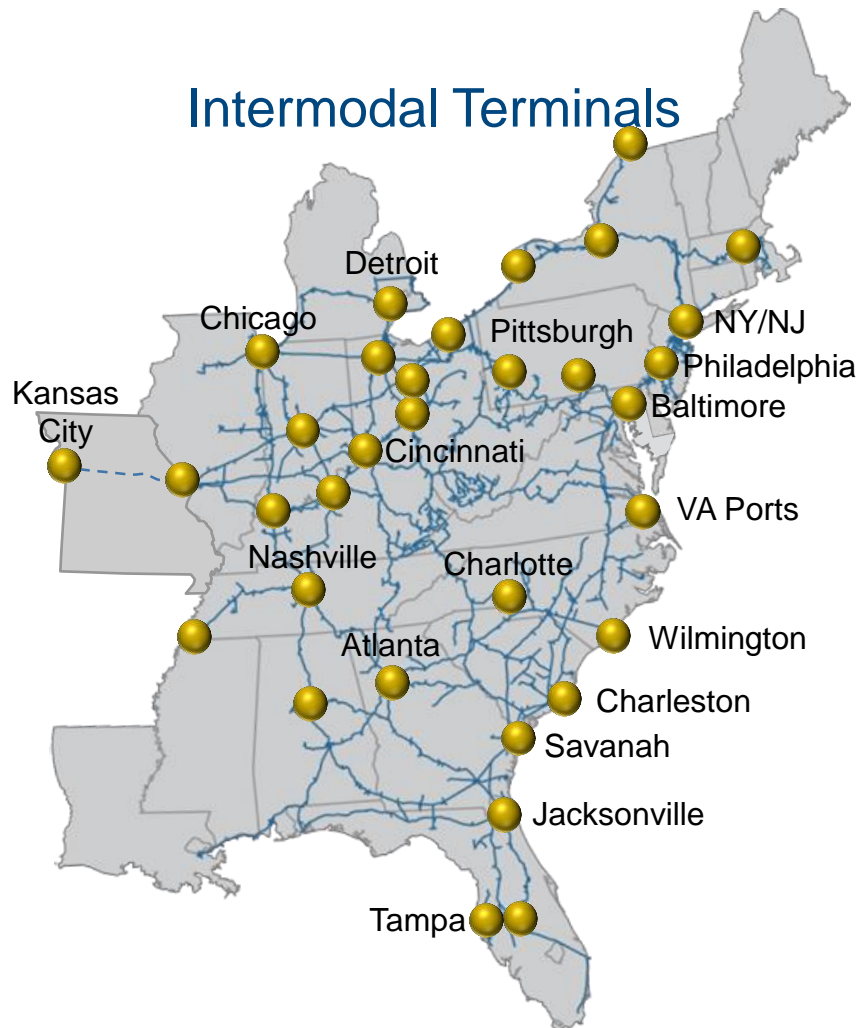 Intermodal Terminals
Detroit
Chicago
NY/NJ
Pittsburgh
Philadelphia
Kansas
City
Baltimore
Cincinnati
VA Ports
Nashville
Charlotte
Wilmington
Atlanta
Charleston
Savanah
Jacksonville
Tampa